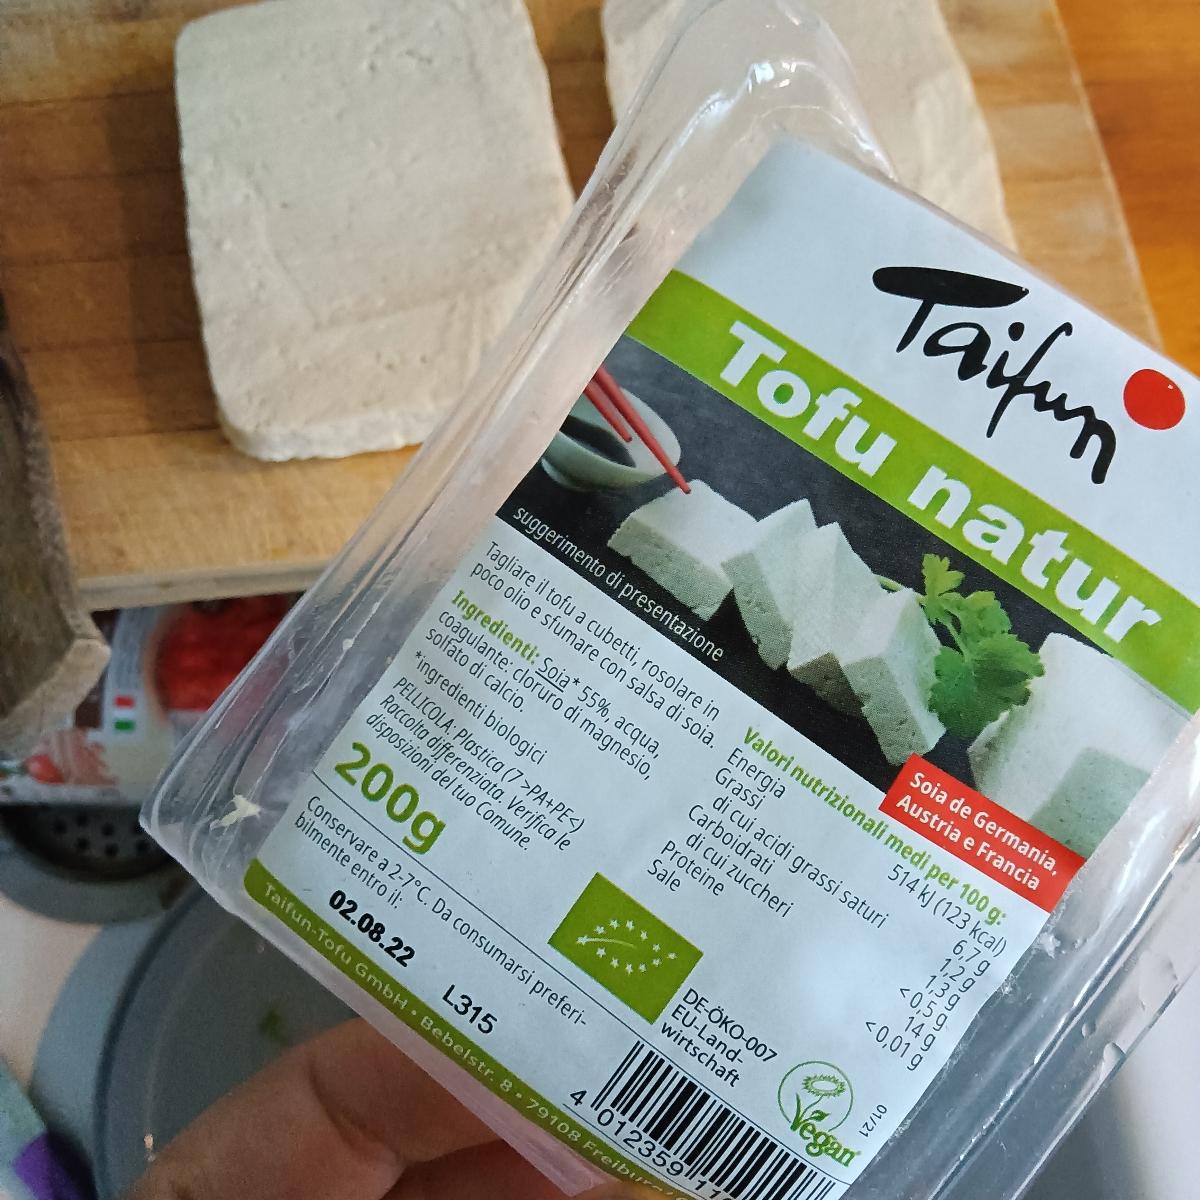 Taifun
Tofu natur
suggerimento di presentazione
Soia de Germania,
Austria e Francia
Tagliare il tofu a cubetti, rosolare in
poco olio e sfumare con salsa di soia.
Ingredienti: Soia* 55%, acqua,
coagulante: cloruro di magnesio,
solfato di calcio.
*ingredienti biologici
PELLICOLA: Plastica (7>PA+PE<)
Raccolta differenziata. Verifica le
disposizioni del tuo Comune.
200g
Valori nutrizionali medi per 100 g:
Energia 514 kJ (123 kcal)
Grassi 6,7 g
di cui acidi grassi saturi 1,2 g
Carboidrati 1,3 g
di cui zuccheri <0,5 g
Proteine 14 g
Sale <0,01 g
Conservare a 2-7°C. Da consumarsi preferi-
bilmente entro il:
02.08.22 L315
DE-ÖKO-007
EU-Land-
wirtschaft
Vegan
01/21
4 012359 11
Taifun-Tofu GmbH • Bebelstr. 8 • 79108 Freiburg/